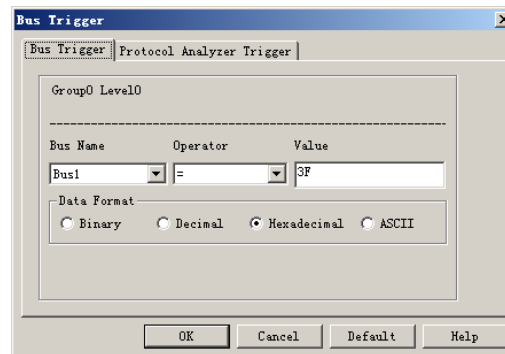 Bus Trigger
Bus Trigger Protocol Analyzer Trigger
Group0 Level0
Bus Name Operator Value
Bus1 = 3F
Data Format
Binary Decimal Hexadecimal ASCII
OK Cancel Default Help